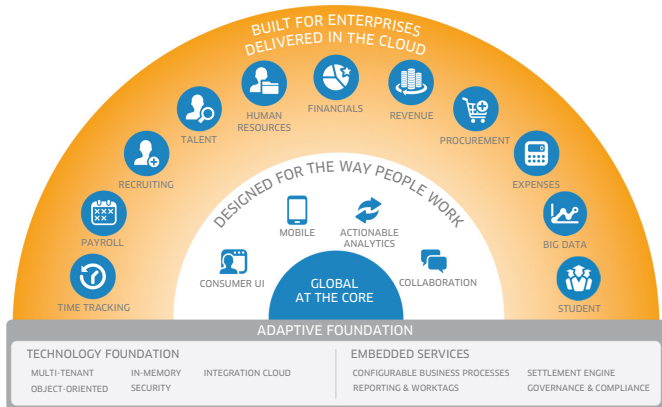 BUILT FOR ENTERPRISES
DELIVERED IN THE CLOUD
TIME TRACKING
PAYROLL
RECRUITING
TALENT
HUMAN
RESOURCES
FINANCIALS
REVENUE
PROCUREMENT
EXPENSES
BIG DATA
STUDENT
DESIGNED FOR THE WAY PEOPLE WORK
CONSUMER UI
MOBILE
ACTIONABLE
ANALYTICS
COLLABORATION
GLOBAL
AT THE CORE
ADAPTIVE FOUNDATION
TECHNOLOGY FOUNDATION
MULTI-TENANT
IN-MEMORY
INTEGRATION CLOUD
OBJECT-ORIENTED
SECURITY
EMBEDDED SERVICES
CONFIGURABLE BUSINESS PROCESSES
SETTLEMENT ENGINE
REPORTING & WORKTAGS
GOVERNANCE & COMPLIANCE